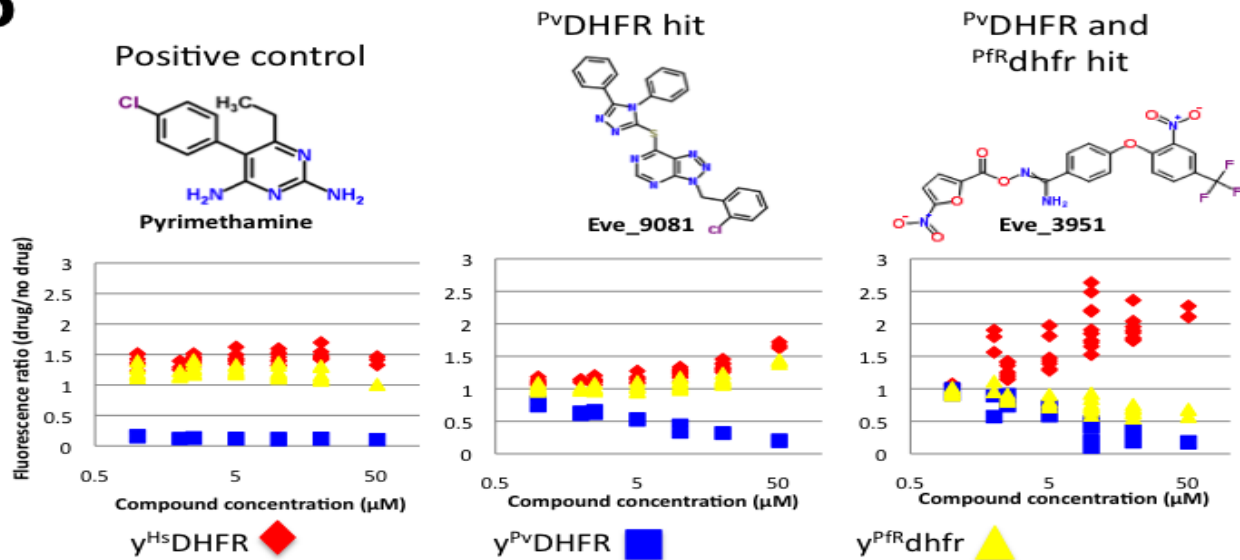 Positive control
PvDHFR hit
PvDHFR and
PfRdhfr hit
Cl
H₃C
N
N
H₂N
NH₂
Pyrimethamine
N
N
N
S
N
N
N
N
N
Cl
Eve_9081
O
O
N
NH₂
O
O
N⁺
O⁻
O
O⁻
N⁺
O
F
F
F
Eve_3951
Fluorescence ratio (drug/no drug)
3
2.5
2
1.5
1
0.5
0
0.5
5
50
Compound concentration (µM)
3
2.5
2
1.5
1
0.5
0
0.5
5
50
Compound concentration (µM)
3
2.5
2
1.5
1
0.5
0
0.5
5
50
Compound concentration (µM)
yHsDHFR
yPvDHFR
yPfRdhfr